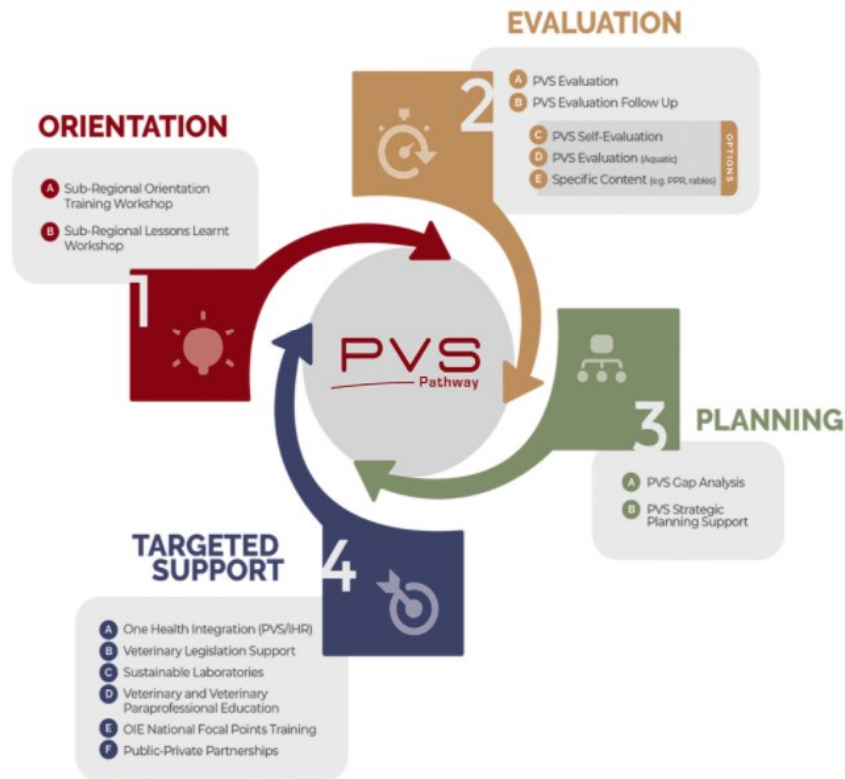 EVALUATION
2
A PVS Evaluation
B PVS Evaluation Follow Up
C PVS Self-Evaluation
D PVS Evaluation (Aquatic)
E Specific Content (e.g. PPR, rabies)
OPTIONS
ORIENTATION
A Sub-Regional Orientation
Training Workshop
B Sub-Regional Lessons Learnt
Workshop
1
PVS
Pathway
3
PLANNING
A PVS Gap Analysis
B PVS Strategic
Planning Support
TARGETED
SUPPORT
4
A One Health Integration (PVS/IHR)
B Veterinary Legislation Support
C Sustainable Laboratories
D Veterinary and Veterinary
Paraprofessional Education
E OIE National Focal Points Training
F Public-Private Partnerships